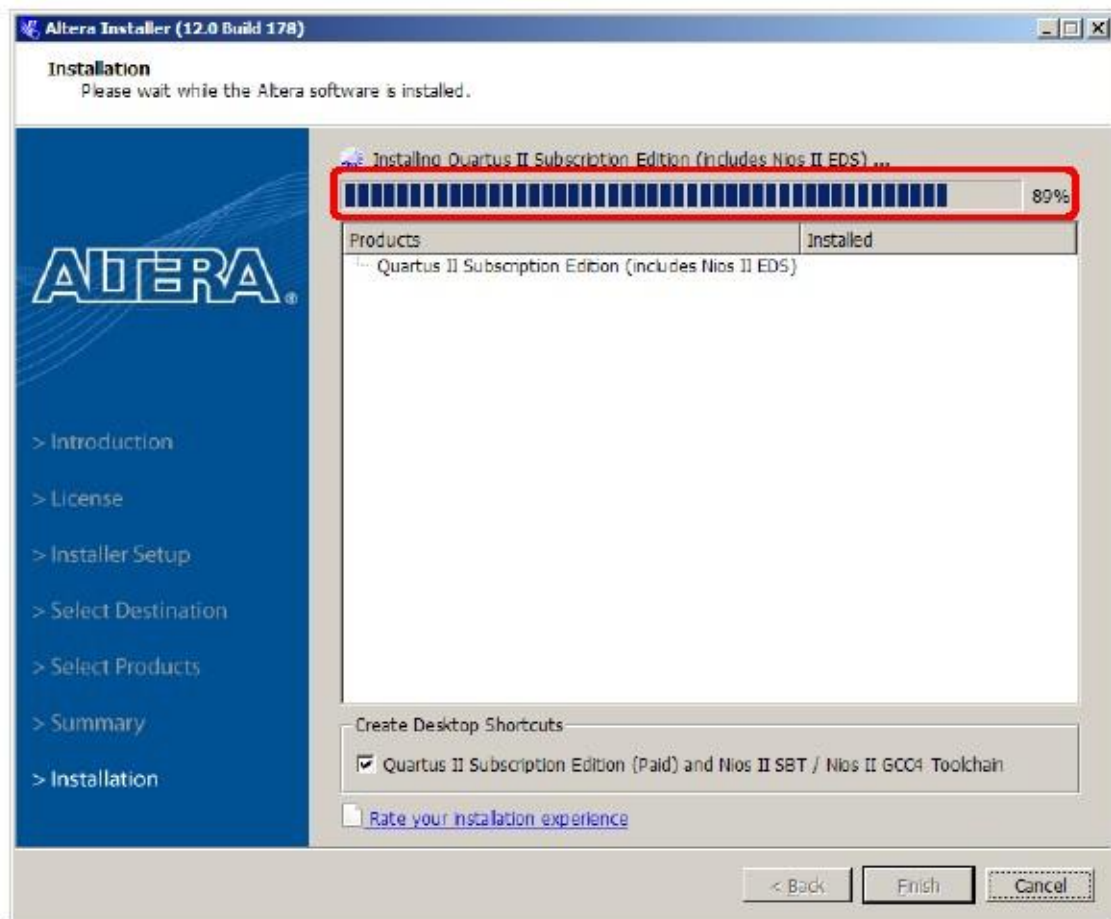 Altera Installer (12.0 Build 178)
Installation
Please wait while the Altera software is installed.
Installing Quartus II Subscription Edition (includes Nios II EDS) ...
89%
Products Installed
Quartus II Subscription Edition (includes Nios II EDS)
ALTERA®
> Introduction
> License
> Installer Setup
> Select Destination
> Select Products
> Summary
> Installation
Create Desktop Shortcuts
Quartus II Subscription Edition (Paid) and Nios II SBT / Nios II GCC4 Toolchain
Rate your installation experience
< Back Finish Cancel